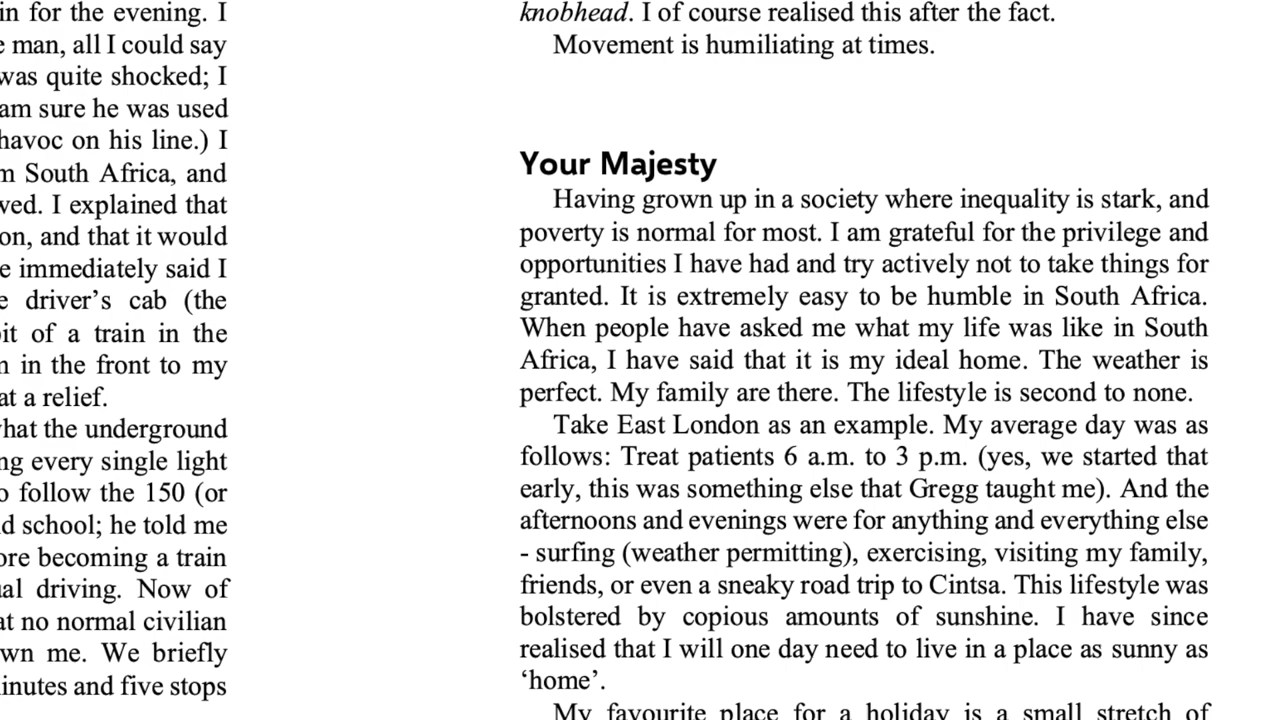 in for the evening. I
man, all I could say
was quite shocked; I
am sure he was used
havoc on his line.) I
South Africa, and
I explained that
and that it would
immediately said I
driver's cab (the
of a train in the
in the front to my
a relief.
the underground
every single light
follow the 150 (or
school; he told me
becoming a train
driving. Now of
no normal civilian
me. We briefly
and five stops
knobhead. I of course realised this after the fact.
Movement is humiliating at times.
Your Majesty
Having grown up in a society where inequality is stark, and
poverty is normal for most. I am grateful for the privilege and
opportunities I have had and try actively not to take things for
granted. It is extremely easy to be humble in South Africa.
When people have asked me what my life was like in South
Africa, I have said that it is my ideal home. The weather is
perfect. My family are there. The lifestyle is second to none.
Take East London as an example. My average day was as
follows: Treat patients 6 a.m. to 3 p.m. (yes, we started that
early, this was something else that Gregg taught me). And the
afternoons and evenings were for anything and everything else
- surfing (weather permitting), exercising, visiting my family,
friends, or even a sneaky road trip to Cintsa. This lifestyle was
bolstered by copious amounts of sunshine. I have since
realised that I will one day need to live in a place as sunny as
‘home’.
My favourite place for a holiday is a small stretch of